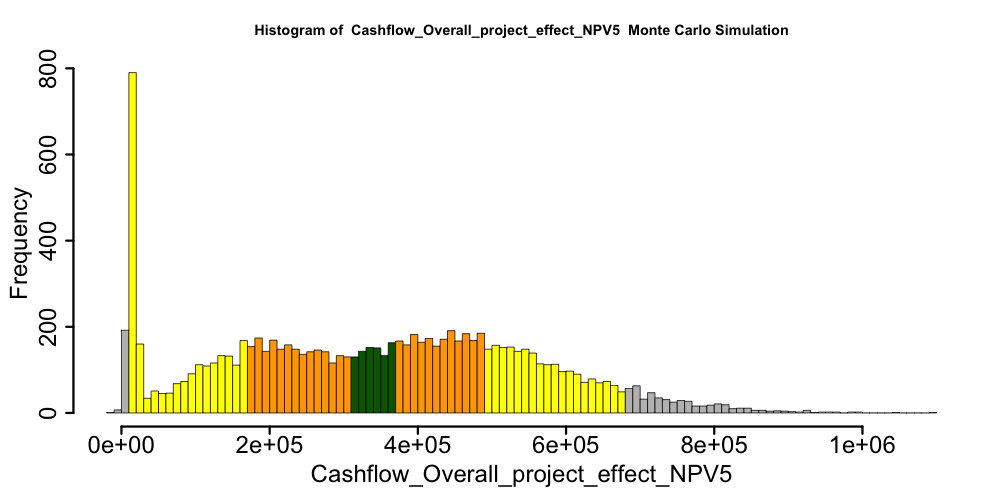 Histogram of  Cashflow_Overall_project_effect_NPV5  Monte Carlo Simulation
Frequency
800
600
400
200
0
0e+00 2e+05 4e+05 6e+05 8e+05 1e+06
Cashflow_Overall_project_effect_NPV5